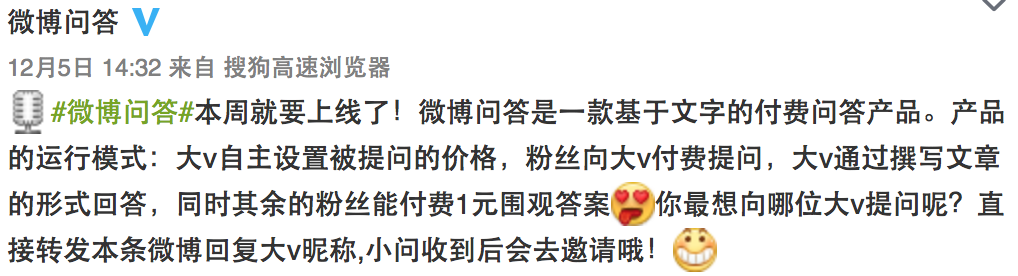 微博问答
12月5日 14:32 来自 搜狗高速浏览器
#微博问答#本周就要上线了！微博问答是一款基于文字的付费问答产品。产品
的运行模式：大v自主设置被提问的价格，粉丝向大v付费提问，大v通过撰写文章
的形式回答，同时其余的粉丝能付费1元围观答案你最想向哪位大v提问呢？直
接转发本条微博回复大v昵称,小问收到后会去邀请哦！